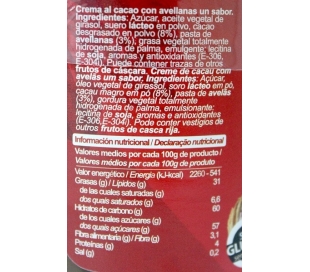 Crema al cacao con avellanas un sabor.
Ingredientes: Azúcar, aceite vegetal de
girasol, suero lácteo en polvo, cacao
desgrasado en polvo (8%), pasta de
avellanas (3%), grasa vegetal totalmente
hidrogenada de palma, emulgente: lecitina
de soja, aromas y antioxidantes (E-306,
E-304i). Puede contener trazas de otros
frutos de cáscara. Creme de cacau com
avelãs um sabor. Ingredientes: Azúcar,
óleo vegetal de girassol, soro lácteo em pó,
cacau magro em pó (8%), pasta de avelãs
(3%), gordura vegetal totalmente
hidrogenada de palma, emulsionante:
lecitina de soja, aromas e antioxidantes
(E-306,E-304i). Pode conter vestígios de
outros frutos de casca rija.
Información nutricional / Declaração nutricional
Valores medios por cada 100g de producto /
Valores médios por cada 100g de produto
Valor energético / Energia (kJ-kcal) 2260 - 541
Grasas (g) / Lípidos (g) 31
de las cuales saturadas (g)
dos quais saturados (g) 6,6
Hidratos de carbono (g) 60
de los cuales azúcares (g)
dos quais açúcares (g) 57
Fibra alimentaria (g) / Fibra (g) 3,1
Proteínas (g) 4
Sal (g) 0,2